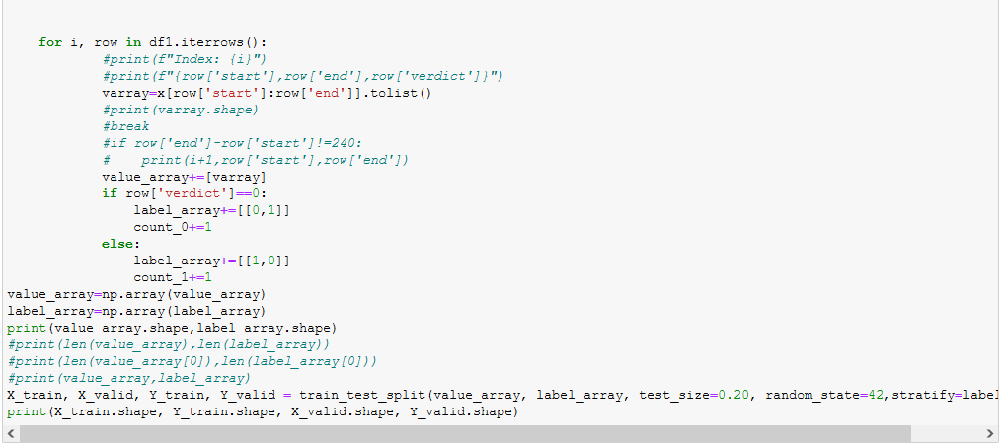 for i, row in df1.iterrows():
#print(f"Index: {i}")
#print(f"{row['start'],row['end'],row['verdict']}")
varray=x[row['start']:row['end']].tolist()
#print(varray.shape)
#break
#if row['end']-row['start']!=240:
#    print(i+1,row['start'],row['end'])
value_array+=[varray]
if row['verdict']==0:
label_array+=[[0,1]]
count_0+=1
else:
label_array+=[[1,0]]
count_1+=1
value_array=np.array(value_array)
label_array=np.array(label_array)
print(value_array.shape,label_array.shape)
#print(len(value_array),len(label_array))
#print(len(value_array[0]),len(label_array[0]))
#print(value_array,label_array)
X_train, X_valid, Y_train, Y_valid = train_test_split(value_array, label_array, test_size=0.20, random_state=42,stratify=label
print(X_train.shape, Y_train.shape, X_valid.shape, Y_valid.shape)